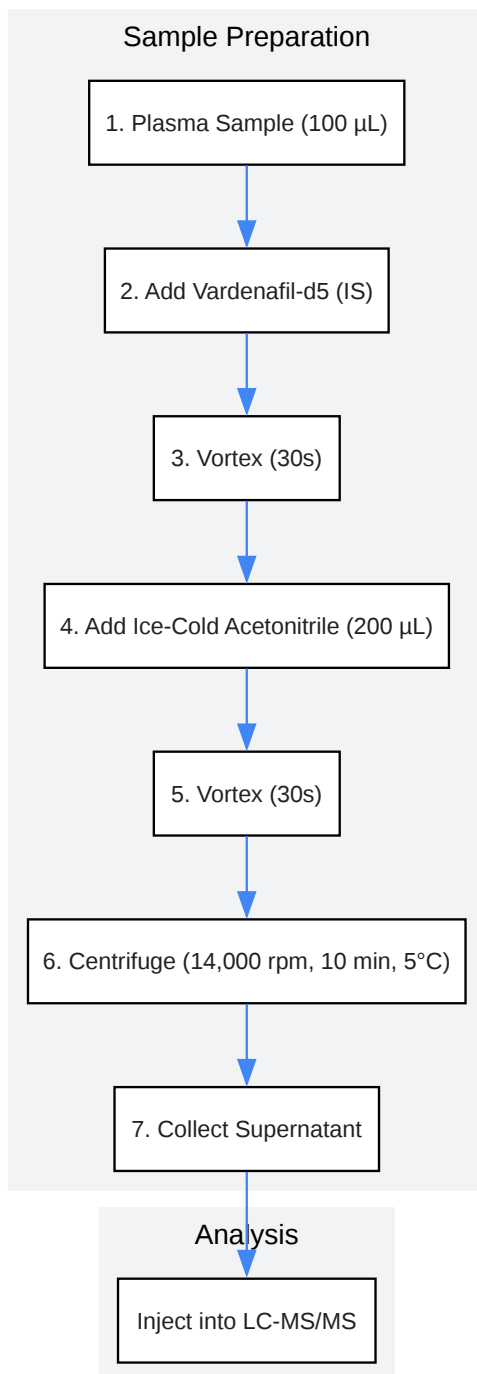 Sample Preparation
1. Plasma Sample (100 µL)
2. Add Vardenafil-d5 (IS)
3. Vortex (30s)
4. Add Ice-Cold Acetonitrile (200 µL)
5. Vortex (30s)
6. Centrifuge (14,000 rpm, 10 min, 5°C)
7. Collect Supernatant
Analysis
Inject into LC-MS/MS